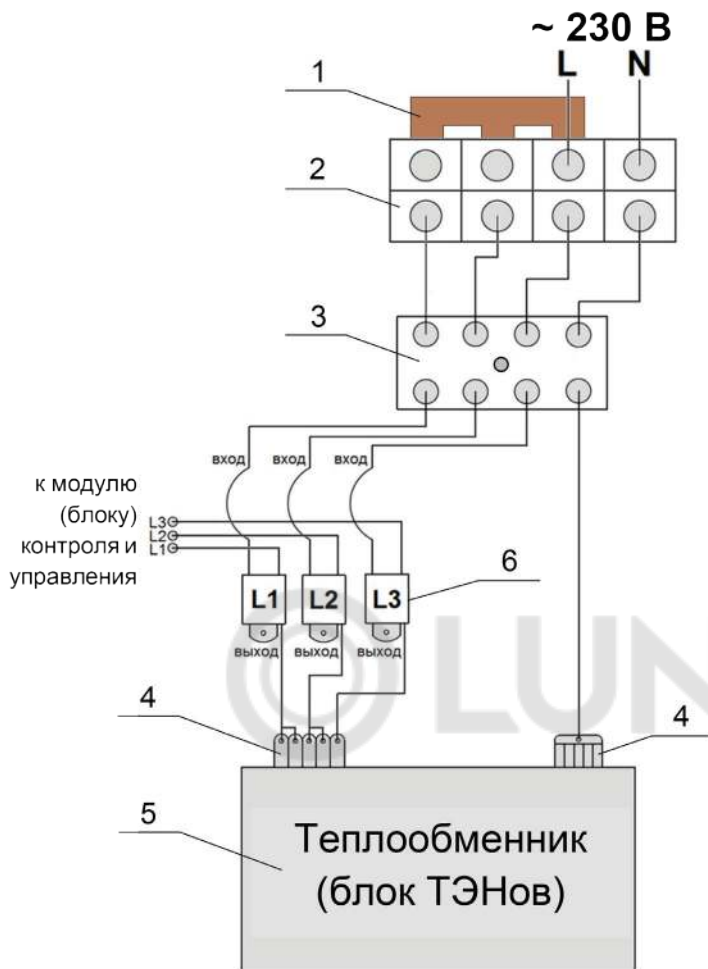 ~ 230 В
L N
1
2
3
вход вход вход
к модулю
(блоку)
контроля и
управления
L3
L2
L1
L1 L2 L3
6
выход выход выход
LUN
4
4
5
Теплообменник
(блок ТЭНов)